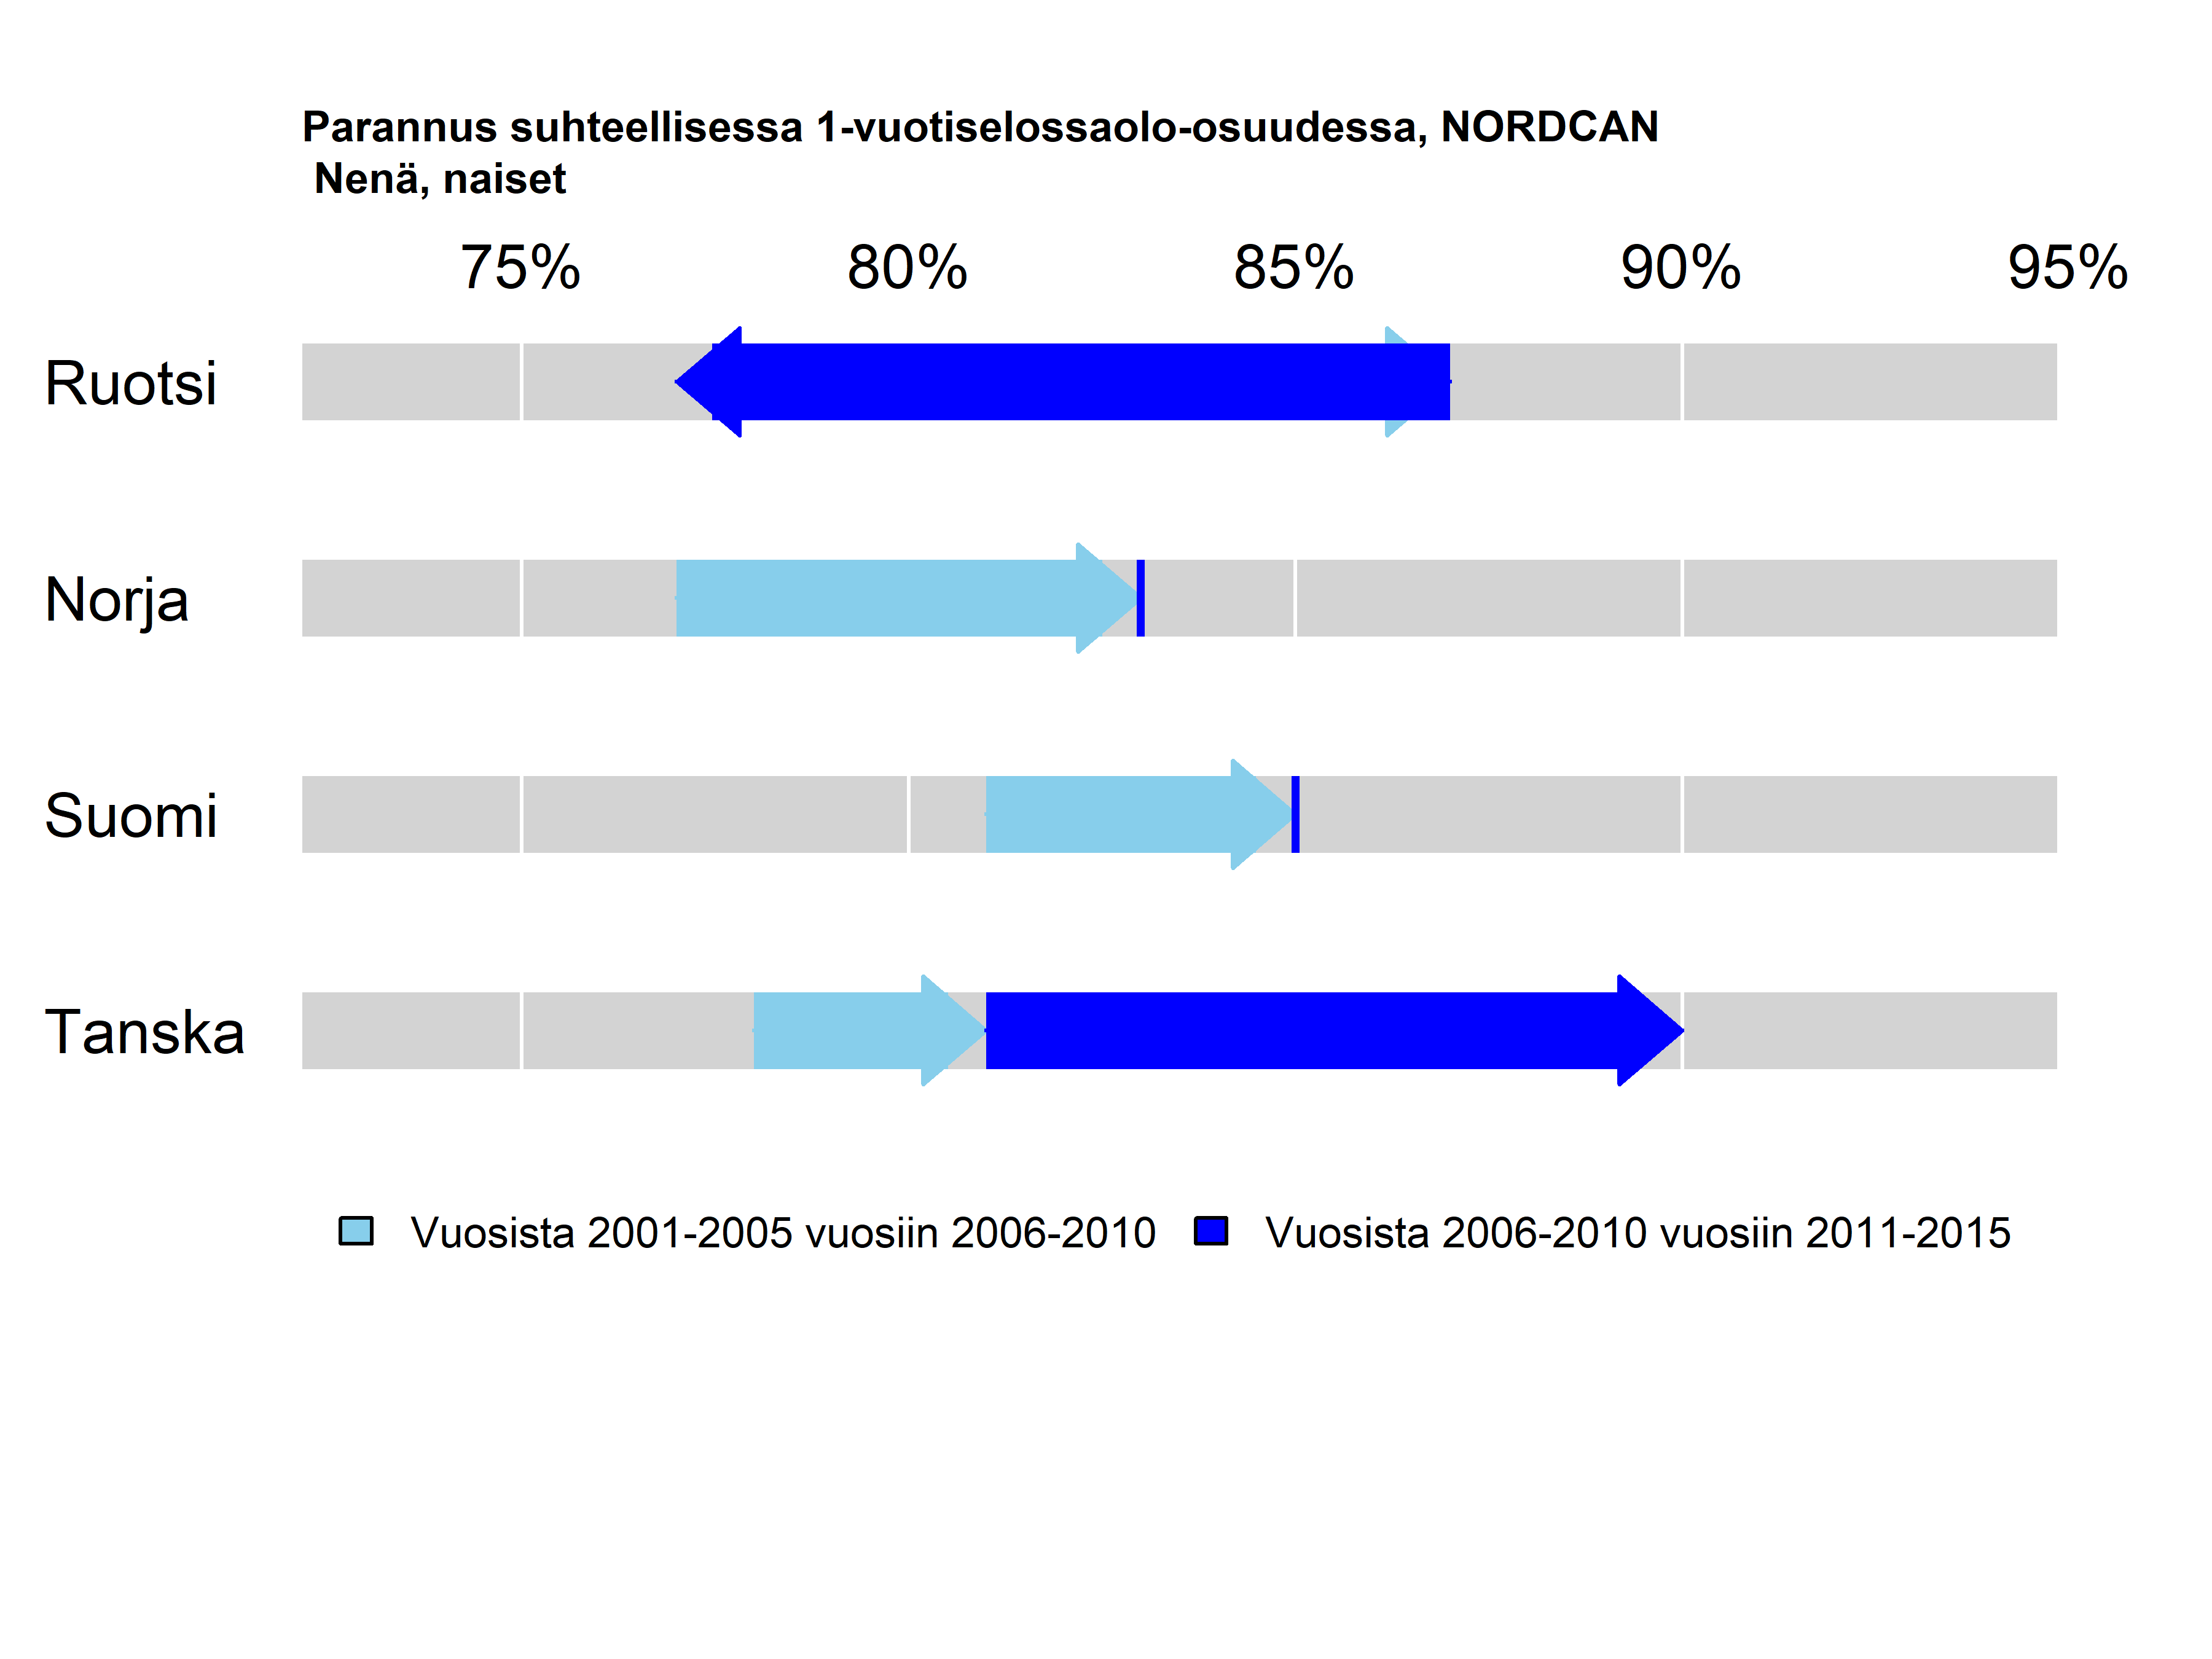 Parannus suhteellisessa 1-vuotiselossaolo-osuudessa, NORDCAN
Nenä, naiset
75% 80% 85% 90% 95%
Ruotsi
Norja
Suomi
Tanska
Vuosista 2001-2005 vuosiin 2006-2010 Vuosista 2006-2010 vuosiin 2011-2015